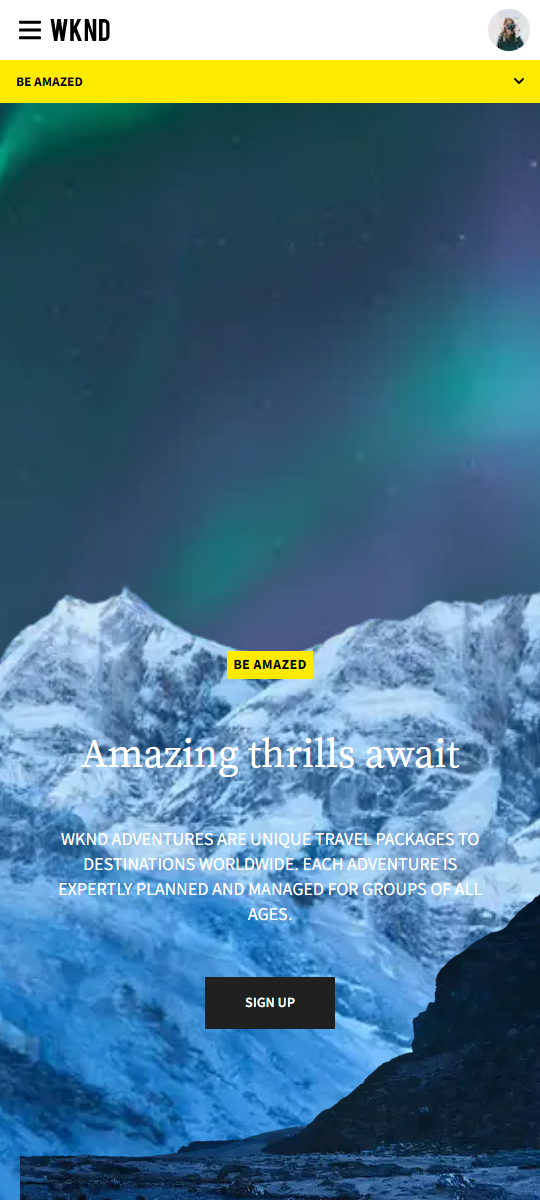 WKND
BE AMAZED
BE AMAZED
Amazing thrills await
WKND ADVENTURES ARE UNIQUE TRAVEL PACKAGES TO
DESTINATIONS WORLDWIDE. EACH ADVENTURE IS
EXPERTLY PLANNED AND MANAGED FOR GROUPS OF ALL
AGES.
SIGN UP